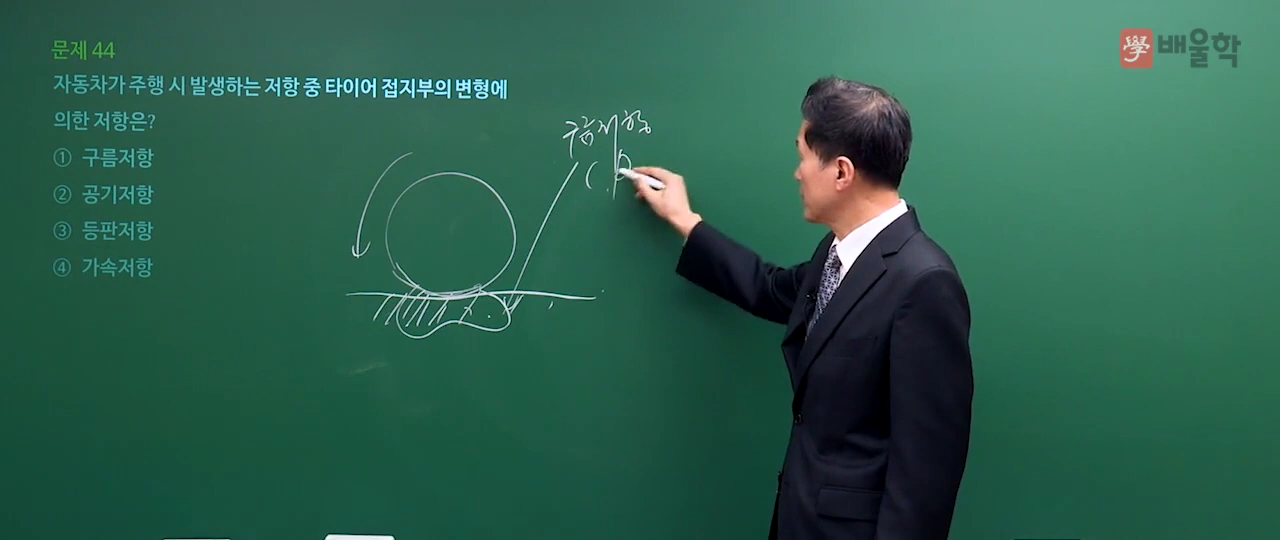 문제 44
자동차가 주행 시 발생하는 저항 중 타이어 접지부의 변형에
의한 저항은?
① 구름저항
② 공기저항
③ 등판저항
④ 가속저항
구름저항
學 배울학